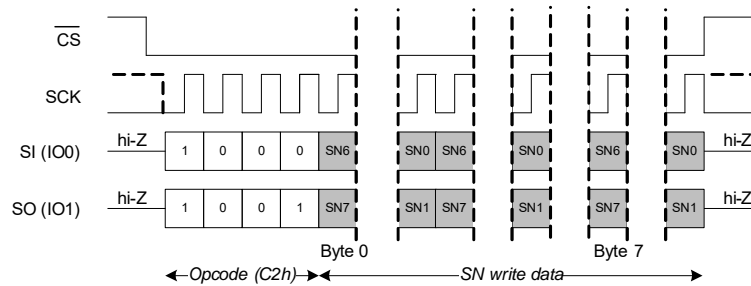 CS
SCK
hi-Z hi-Z
SI (IO0) 1 0 0 0 SN6 SN0 SN6 SN0 SN6 SN0
hi-Z hi-Z
SO (IO1) 1 0 0 1 SN7 SN1 SN7 SN1 SN7 SN1
Byte 0 Byte 7
Opcode (C2h) SN write data